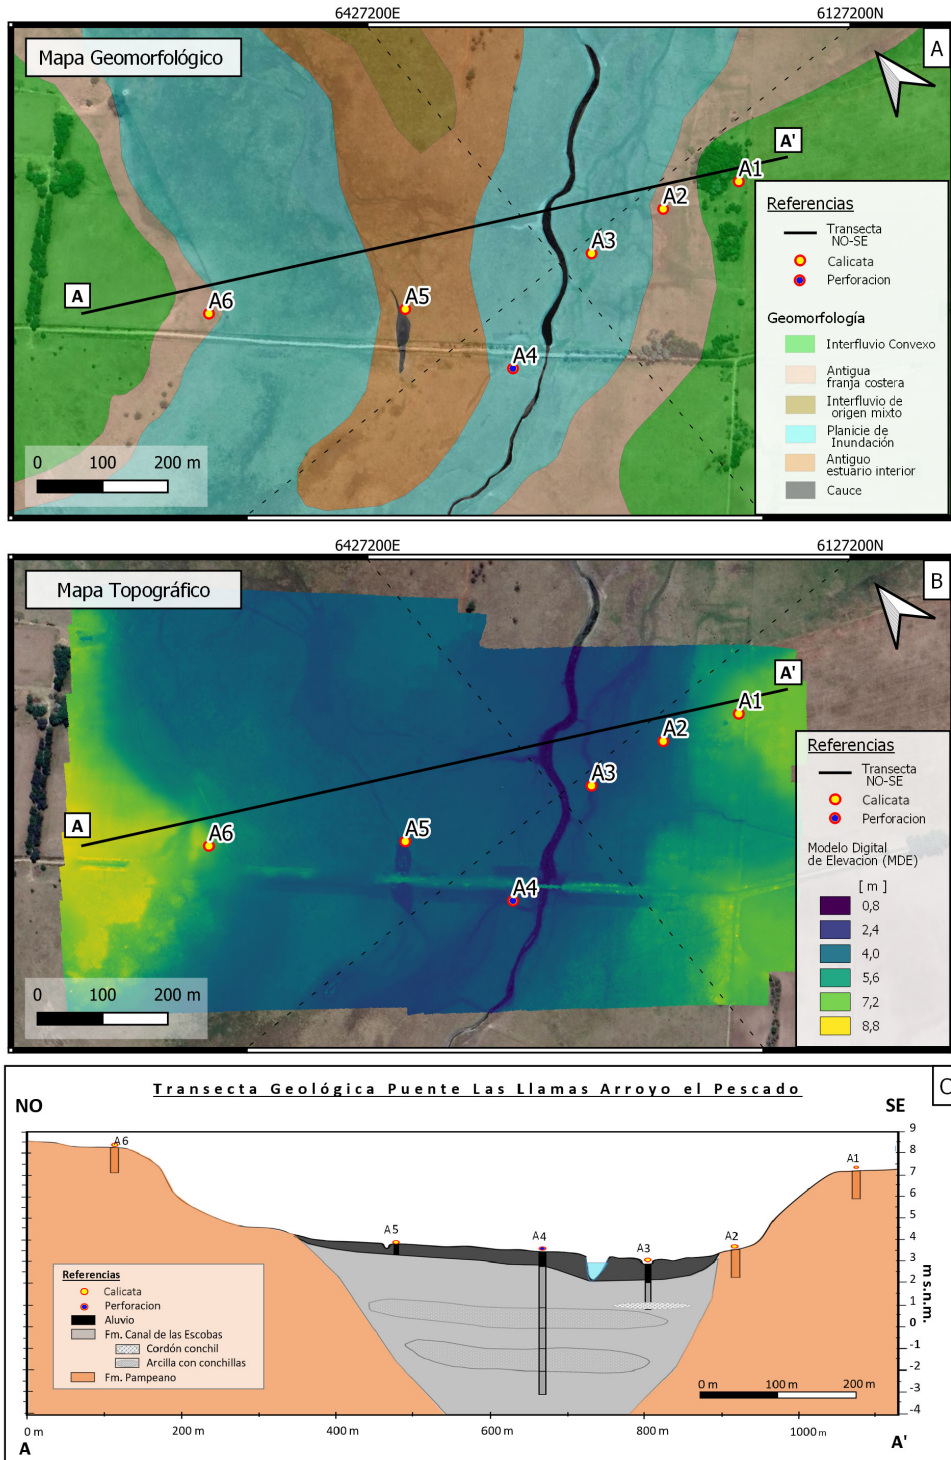 6427200E
6127200N
Mapa Geomorfológico
A
A'
A1
A2
A3
A
A6
A5
A4
0 100 200 m
Referencias
Transecta
NO-SE
Calicata
Perforacion
Geomorfología
Interfluvio Convexo
Antigua
franja costera
Interfluvio de
origen mixto
Planicie de
Inundación
Antiguo
estuario interior
Cauce
6427200E
6127200N
Mapa Topográfico
B
A'
A1
A2
A3
A
A6
A5
A4
0 100 200 m
Referencias
Transecta
NO-SE
Calicata
Perforacion
Modelo Digital
de Elevacion (MDE)
[ m ]
0,8
2,4
4,0
5,6
7,2
8,8
Transecta Geológica Puente Las Llamas Arroyo el Pescado
C
NO
SE
A6
A5
A4
A3
A2
A1
9
8
7
6
5
4
3
2
1
0
-1
-2
-3
-4
m s.n.m.
Referencias
Calicata
Perforacion
Aluvio
Fm. Canal de las Escobas
Cordón conchil
Arcilla con conchillas
Fm. Pampeano
0 m 100 m 200 m
0 m 200 m 400 m 600 m 800 m 1000 m
A
A'